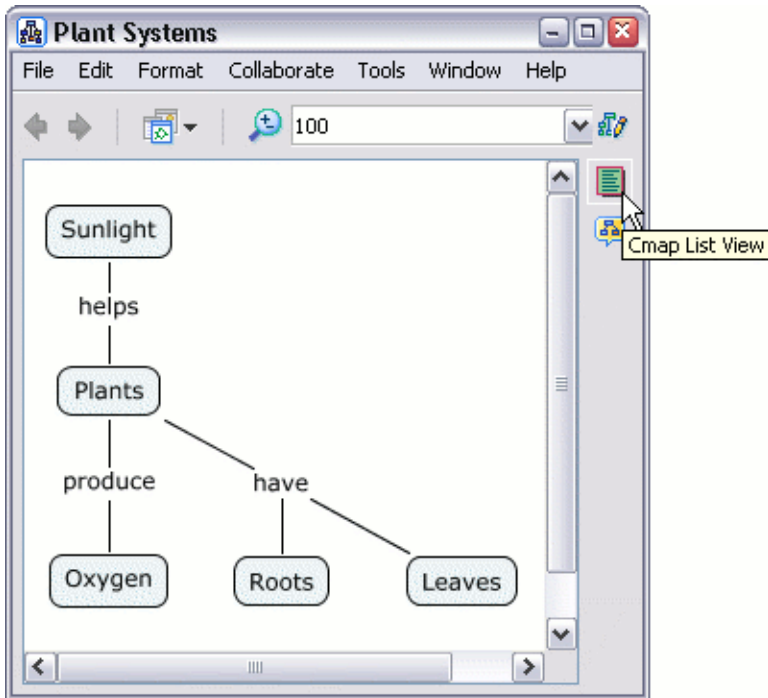 Plant Systems
File Edit Format Collaborate Tools Window Help
100
Cmap List View
Sunlight
helps
Plants
produce have
Oxygen Roots Leaves